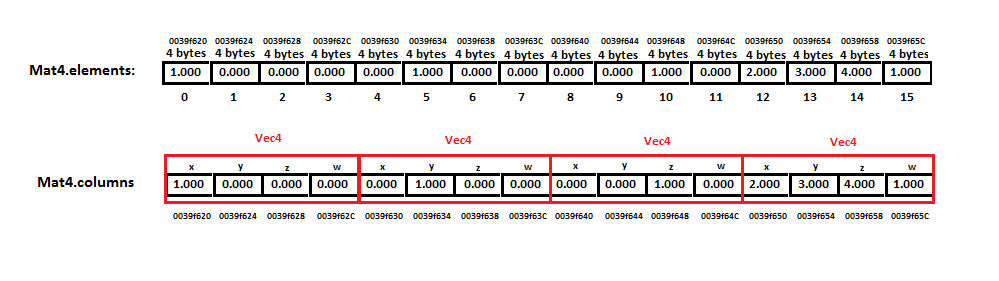 0039f620 0039f624 0039f628 0039f62C 0039f630 0039f634 0039f638 0039f63C 0039f640 0039f644 0039f648 0039f64C 0039f650 0039f654 0039f658 0039f65C
4 bytes 4 bytes 4 bytes 4 bytes 4 bytes 4 bytes 4 bytes 4 bytes 4 bytes 4 bytes 4 bytes 4 bytes 4 bytes 4 bytes 4 bytes 4 bytes
Mat4.elements: 1.000 0.000 0.000 0.000 0.000 1.000 0.000 0.000 0.000 0.000 1.000 0.000 2.000 3.000 4.000 1.000
0 1 2 3 4 5 6 7 8 9 10 11 12 13 14 15
Vec4 Vec4 Vec4 Vec4
x y z w x y z w x y z w x y z w
Mat4.columns 1.000 0.000 0.000 0.000 0.000 1.000 0.000 0.000 0.000 0.000 1.000 0.000 2.000 3.000 4.000 1.000
0039f620 0039f624 0039f628 0039f62C 0039f630 0039f634 0039f638 0039f63C 0039f640 0039f644 0039f648 0039f64C 0039f650 0039f654 0039f658 0039f65C